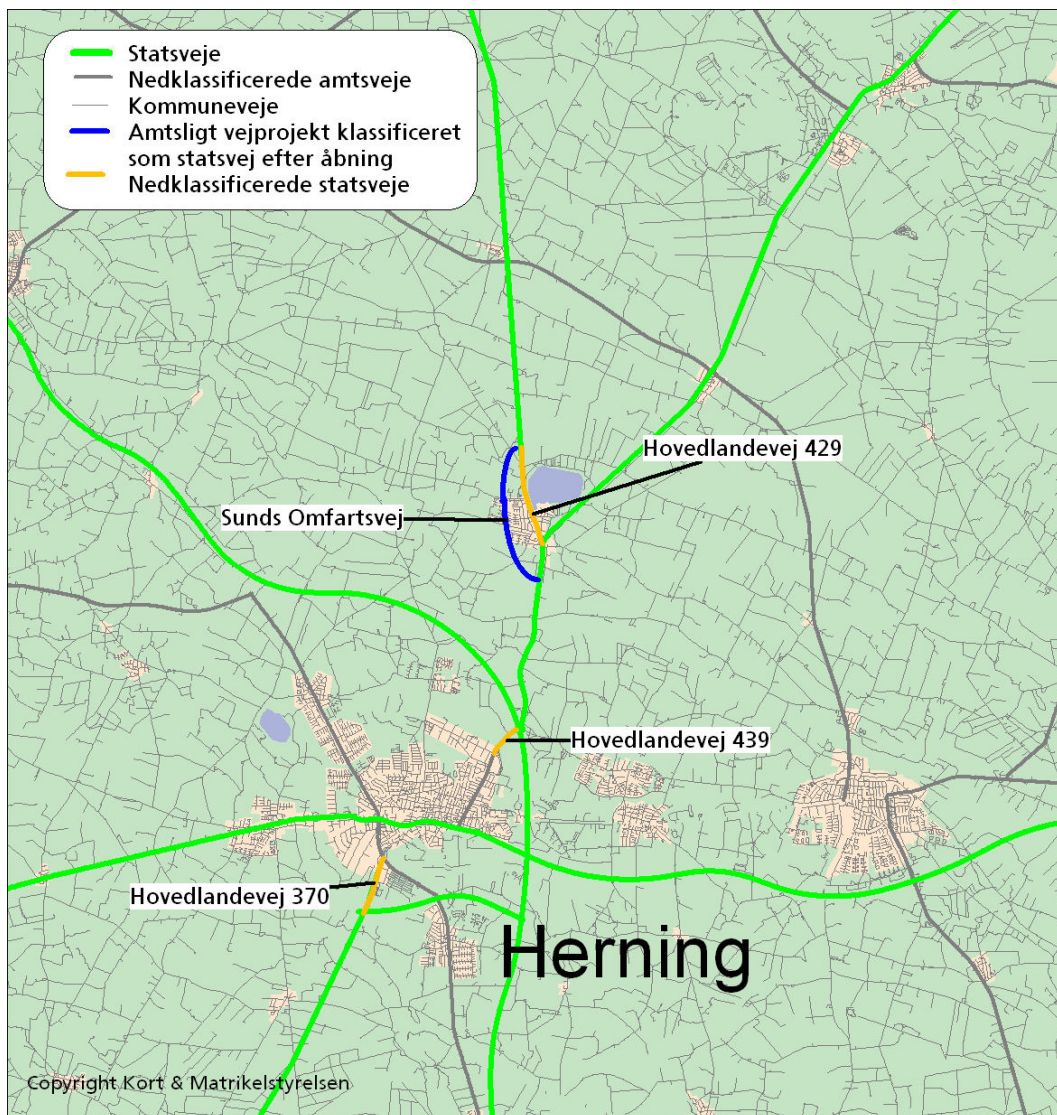 Statsveje
Nedklassificerede amtsveje
Kommuneveje
Amtsligt vejprojekt klassificeret
som statsvej efter åbning
Nedklassificerede statsveje
Hovedlandevej 429
Sunds Omfartsvej
Hovedlandevej 439
Hovedlandevej 370
Herning
Copyright Kort & Matrikelstyrelsen